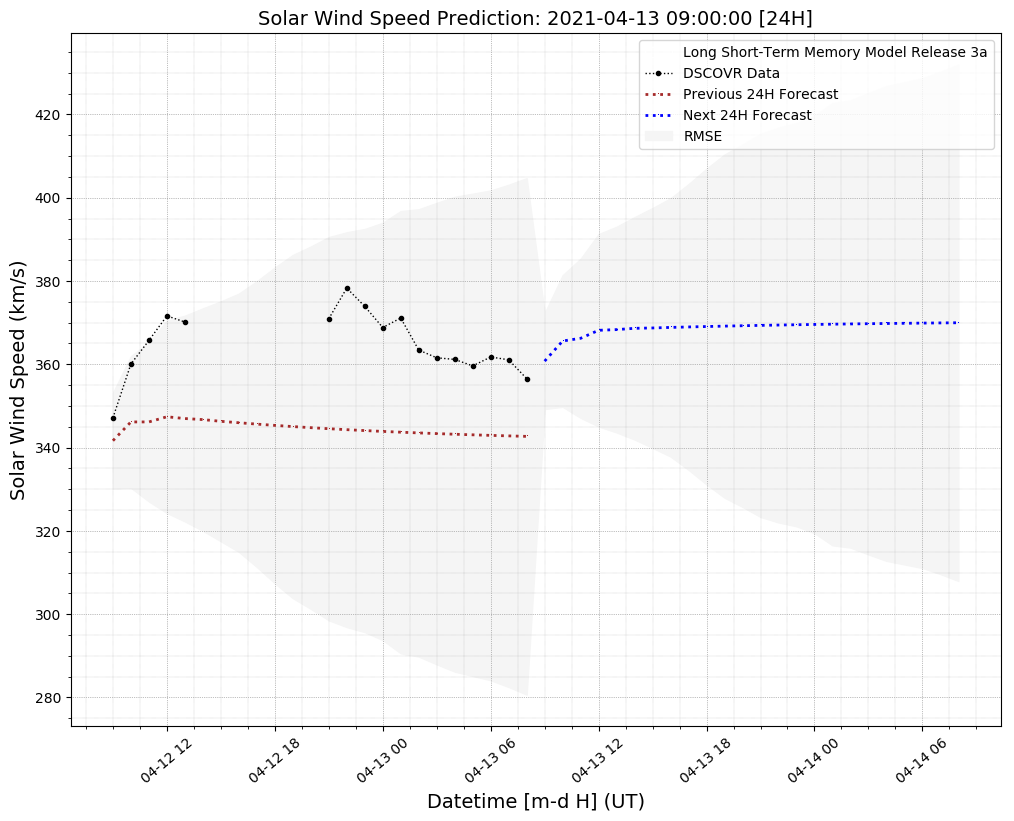 Solar Wind Speed Prediction: 2021-04-13 09:00:00 [24H]
Long Short-Term Memory Model Release 3a
DSCOVR Data
Previous 24H Forecast
Next 24H Forecast
RMSE
Solar Wind Speed (km/s)
420
400
380
360
340
320
300
280
04-12 12
04-12 18
04-13 00
04-13 06
04-13 12
04-13 18
04-14 00
04-14 06
Datetime [m-d H] (UT)